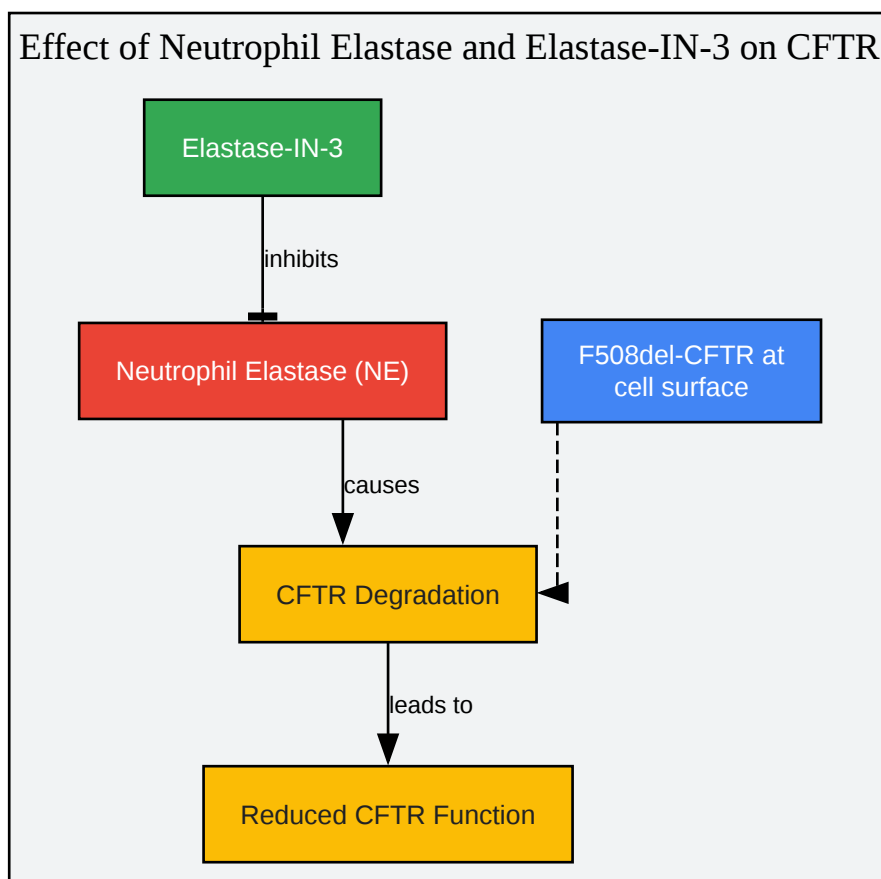 Effect of Neutrophil Elastase and Elastase-IN-3 on CFTR
Elastase-IN-3
inhibits
Neutrophil Elastase (NE)
F508del-CFTR at
cell surface
causes
CFTR Degradation
leads to
Reduced CFTR Function